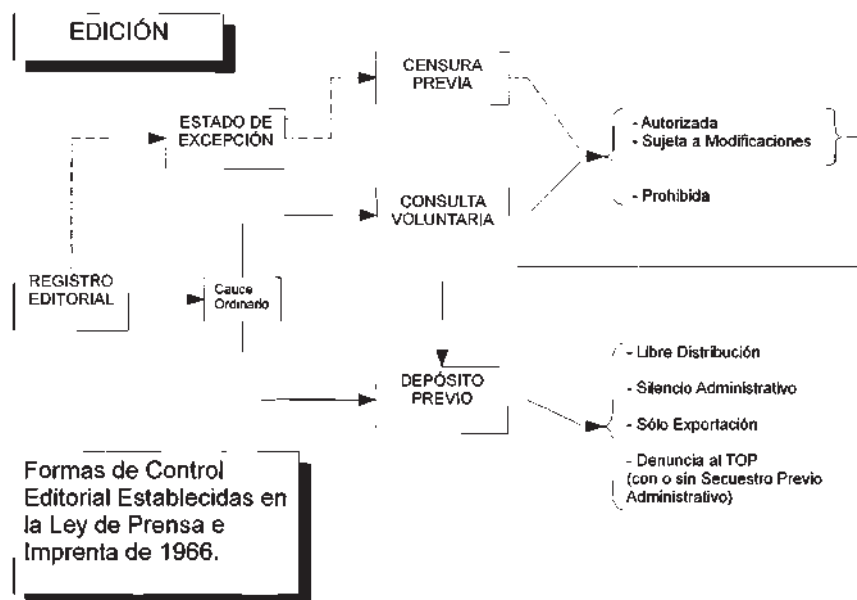 EDICIÓN
CENSURA
PREVIA
ESTADO DE
EXCEPCIÓN
- Autorizada
- Sujeta a Modificaciones
- Prohibida
CONSULTA
VOLUNTARIA
REGISTRO
EDITORIAL
Cauce
Ordinario
DEPÓSITO
PREVIO
- Libre Distribución
- Silencio Administrativo
- Sólo Exportación
- Denuncia al TOP
(con o sin Secuestro Previo
Administrativo)
Formas de Control
Editorial Establecidas en
la Ley de Prensa e
Imprenta de 1966.